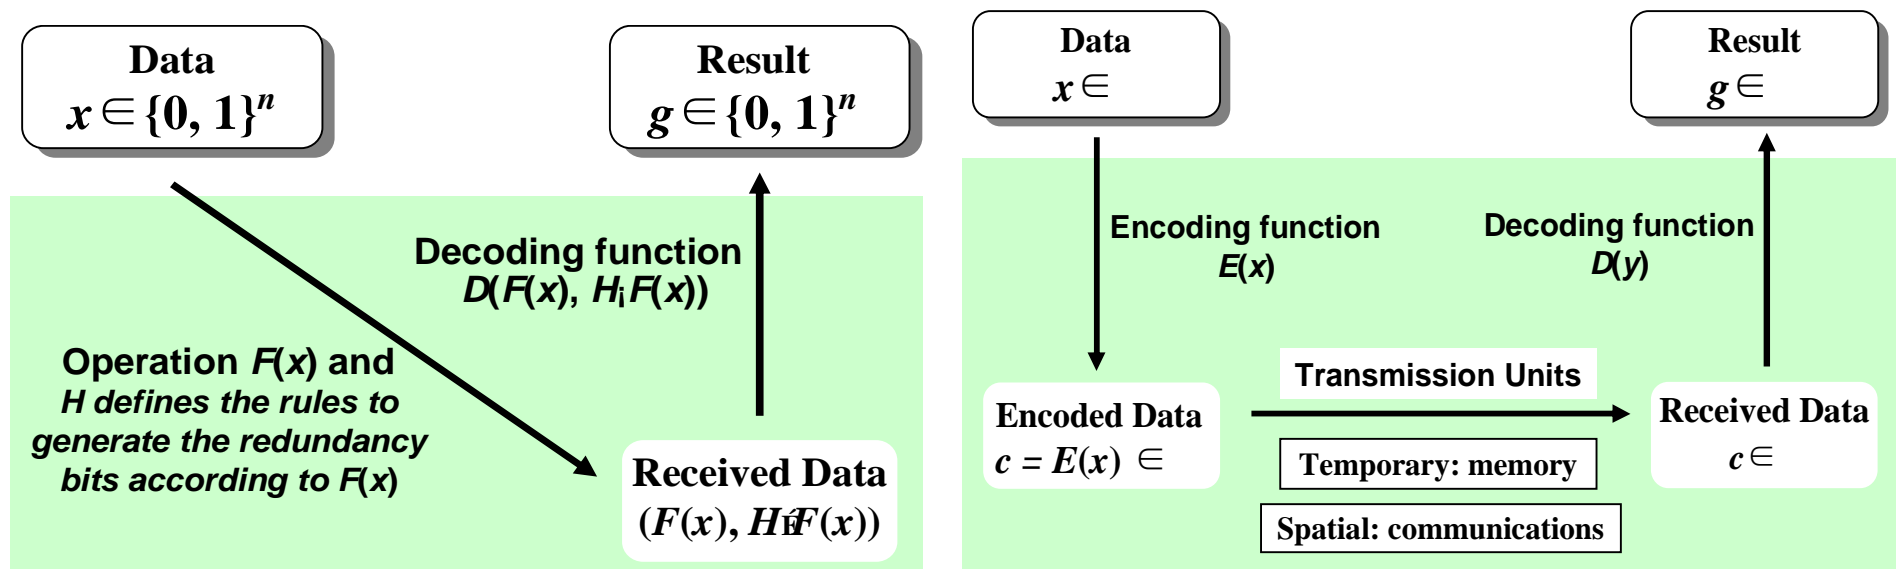 Data
x ∈ {0, 1}ⁿ
Result
g ∈ {0, 1}ⁿ
Decoding function
D(F(x), H¡F(x))
Operation F(x) and
H defines the rules to
generate the redundancy
bits according to F(x)
Received Data
(F(x), HF(x))
Data
x ∈
Result
g ∈
Encoding function
E(x)
Decoding function
D(y)
Encoded Data
c = E(x) ∈
Transmission Units
Temporary: memory
Spatial: communications
Received Data
c ∈